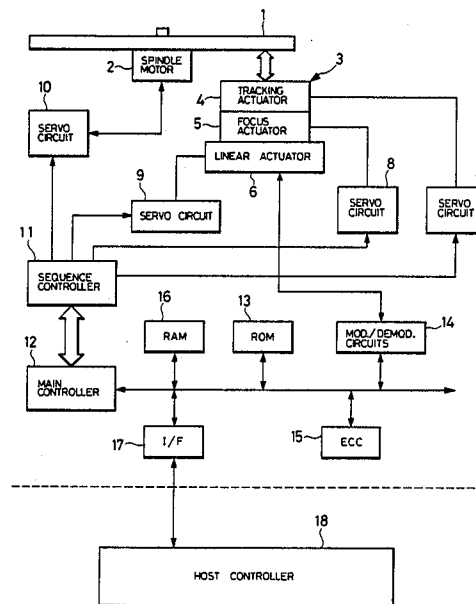 1
2
SPINDLE
MOTOR
3
4
TRACKING
ACTUATOR
5
FOCUS
ACTUATOR
LINEAR ACTUATOR
6
10
SERVO
CIRCUIT
9
SERVO CIRCUIT
8
SERVO
CIRCUIT
SERVO
CIRCUIT
11
SEQUENCE
CONTROLLER
16
RAM
13
ROM
14
MOD./DEMOD.
CIRCUITS
12
MAIN
CONTROLLER
17
I/F
15
ECC
18
HOST CONTROLLER